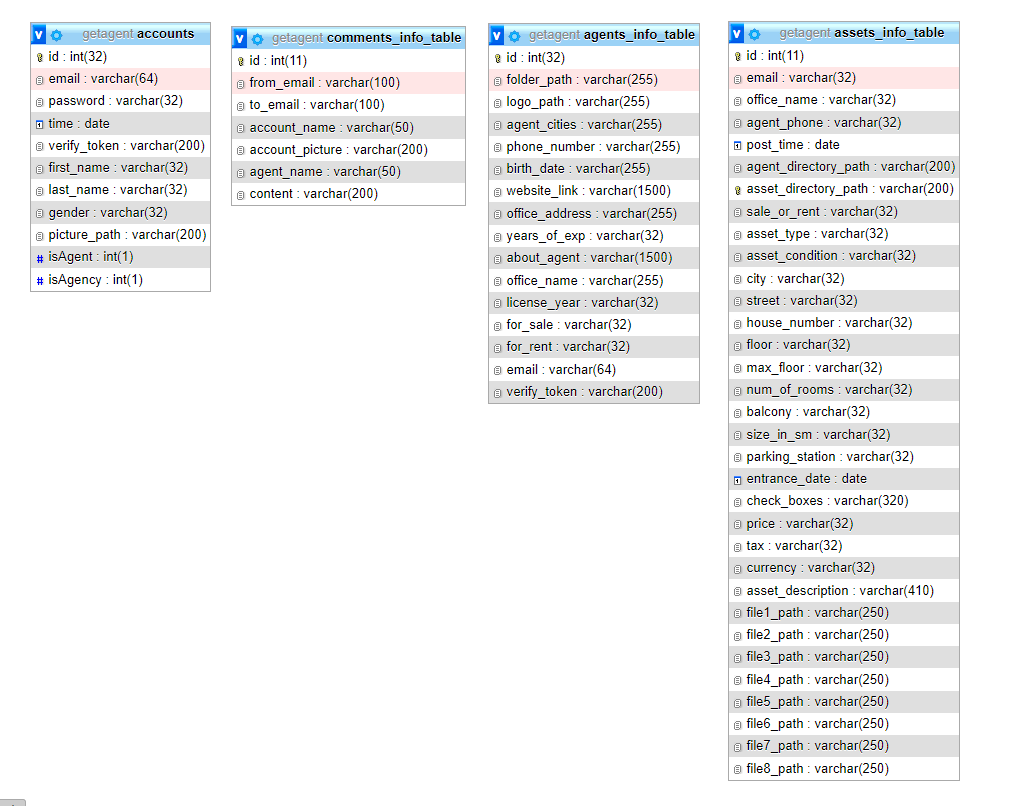 v getagent accounts
id : int(32)
email : varchar(64)
password : varchar(32)
time : date
verify_token : varchar(200)
first_name : varchar(32)
last_name : varchar(32)
gender : varchar(32)
picture_path : varchar(200)
# isAgent : int(1)
# isAgency : int(1)
v getagent comments_info_table
id : int(11)
from_email : varchar(100)
to_email : varchar(100)
account_name : varchar(50)
account_picture : varchar(200)
agent_name : varchar(50)
content : varchar(200)
v getagent agents_info_table
id : int(32)
folder_path : varchar(255)
logo_path : varchar(255)
agent_cities : varchar(255)
phone_number : varchar(255)
birth_date : varchar(255)
website_link : varchar(1500)
office_address : varchar(255)
years_of_exp : varchar(32)
about_agent : varchar(1500)
office_name : varchar(255)
license_year : varchar(32)
for_sale : varchar(32)
for_rent : varchar(32)
email : varchar(64)
verify_token : varchar(200)
v getagent assets_info_table
id : int(11)
email : varchar(32)
office_name : varchar(32)
agent_phone : varchar(32)
post_time : date
agent_directory_path : varchar(200)
asset_directory_path : varchar(200)
sale_or_rent : varchar(32)
asset_type : varchar(32)
asset_condition : varchar(32)
city : varchar(32)
street : varchar(32)
house_number : varchar(32)
floor : varchar(32)
max_floor : varchar(32)
num_of_rooms : varchar(32)
balcony : varchar(32)
size_in_sm : varchar(32)
parking_station : varchar(32)
entrance_date : date
check_boxes : varchar(320)
price : varchar(32)
tax : varchar(32)
currency : varchar(32)
asset_description : varchar(410)
file1_path : varchar(250)
file2_path : varchar(250)
file3_path : varchar(250)
file4_path : varchar(250)
file5_path : varchar(250)
file6_path : varchar(250)
file7_path : varchar(250)
file8_path : varchar(250)